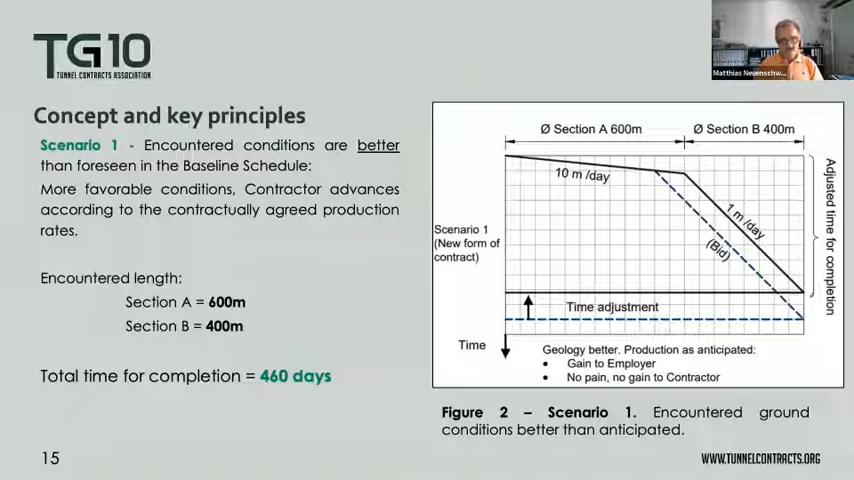 TG10
TUNNEL CONTRACTS ASSOCIATION
Matthias Neuenschw...
Concept and key principles
Scenario 1 - Encountered conditions are better
than foreseen in the Baseline Schedule:
More favorable conditions, Contractor advances
according to the contractually agreed production
rates.
Encountered length:
Section A = 600m
Section B = 400m
Total time for completion = 460 days
Ø Section A 600m
Ø Section B 400m
10 m /day
1 m/day
(Bid)
Scenario 1
(New form of
contract)
Adjusted time for completion
Time adjustment
Time
Geology better. Production as anticipated:
• Gain to Employer
• No pain, no gain to Contractor
Figure 2 – Scenario 1. Encountered ground
conditions better than anticipated.
15
WWW.TUNNELCONTRACTS.ORG